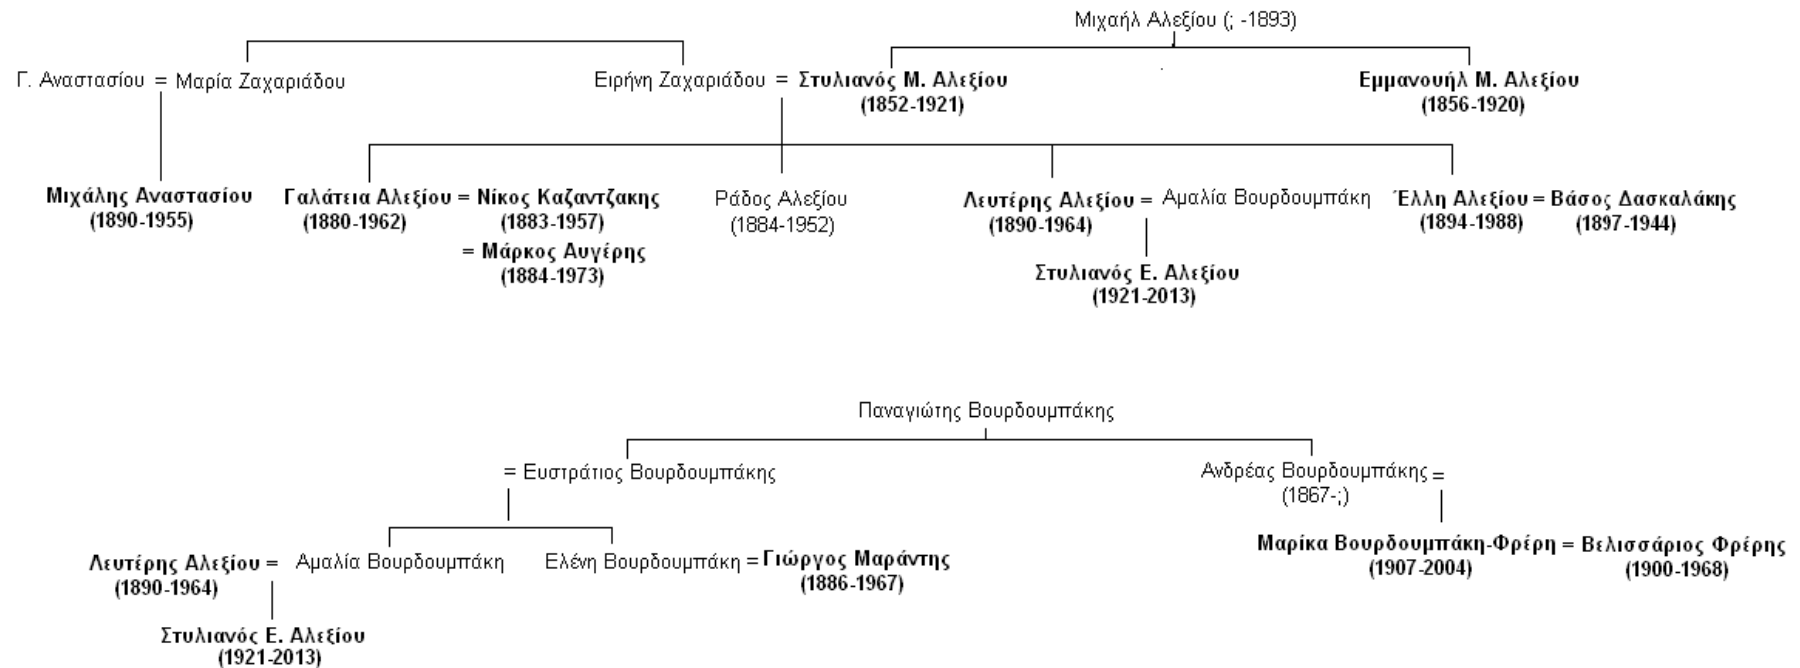 Μιχαήλ Αλεξίου (; -1893)
Γ. Αναστασίου = Μαρία Ζαχαριάδου Ειρήνη Ζαχαριάδου = Στυλιανός Μ. Αλεξίου Εμμανουήλ Μ. Αλεξίου
(1852-1921) (1856-1920)
Μιχάλης Αναστασίου Γαλάτεια Αλεξίου = Νίκος Καζαντζακης Ράδος Αλεξίου Λευτέρης Αλεξίου = Αμαλία Βουρδουμπάκη Έλλη Αλεξίου = Βάσος Δασκαλάκης
(1890-1955) (1880-1962) (1883-1957) (1884-1952) (1890-1964) (1894-1988) (1897-1944)
= Μάρκος Αυγέρης
(1884-1973)
Στυλιανός Ε. Αλεξίου
(1921-2013)
Παναγιώτης Βουρδουμπάκης
= Ευστράτιος Βουρδουμπάκης Ανδρέας Βουρδουμπάκης =
(1867-;)
Λευτέρης Αλεξίου = Αμαλία Βουρδουμπάκη Ελένη Βουρδουμπάκη = Γιώργος Μαράντης Μαρίκα Βουρδουμπάκη-Φρέρη = Βελισσάριος Φρέρης
(1890-1964) (1886-1967) (1907-2004) (1900-1968)
Στυλιανός Ε. Αλεξίου
(1921-2013)